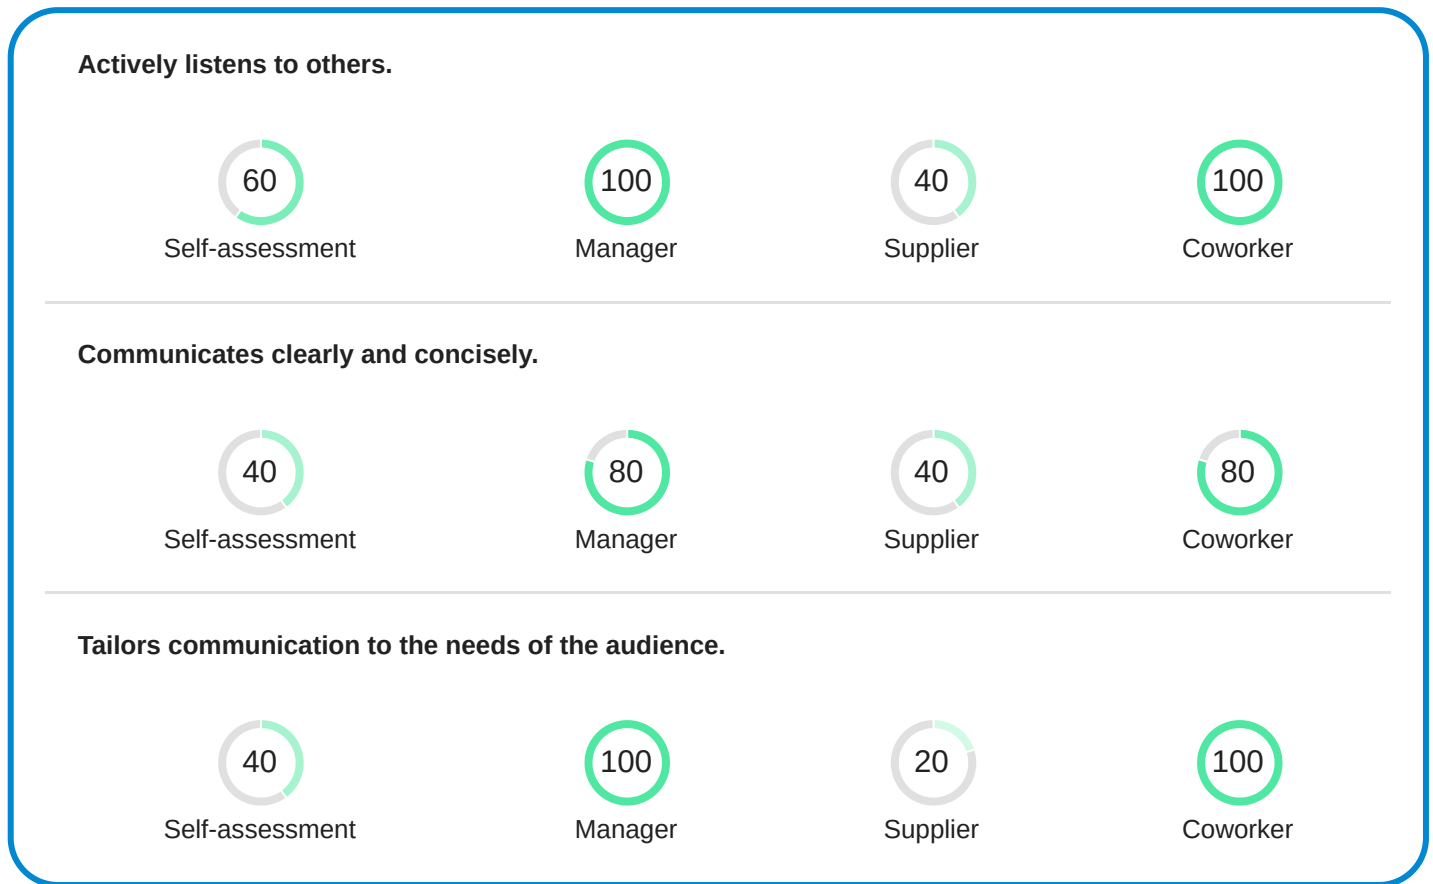 Actively listens to others.
60 100 40 100
Self-assessment Manager Supplier Coworker
Communicates clearly and concisely.
40 80 40 80
Self-assessment Manager Supplier Coworker
Tailors communication to the needs of the audience.
40 100 20 100
Self-assessment Manager Supplier Coworker